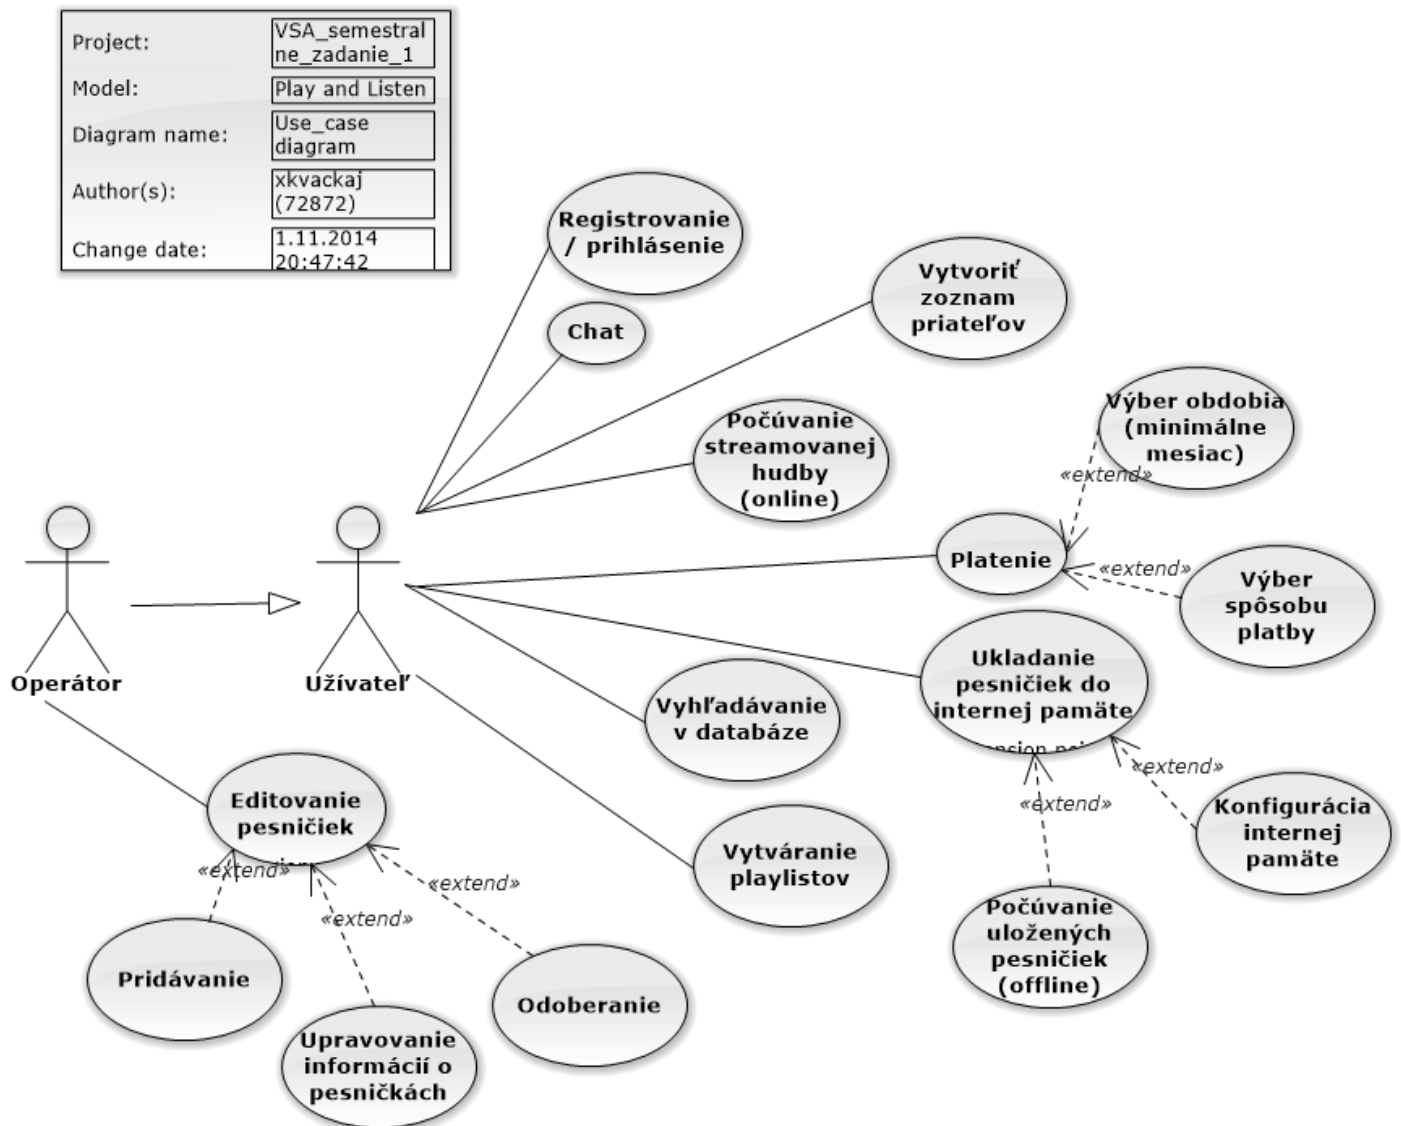 Project:
VSA_semestral
ne_zadanie_1
Model:
Play and Listen
Diagram name:
Use_case
diagram
Author(s):
xkvackaj
(72872)
Change date:
1.11.2014
20:47:42
Registrovanie
/ prihlásenie
Chat
Vytvoriť
zoznam
priateľov
Počúvanie
streamovanej
hudby
(online)
Výber obdobia
(minimálne
mesiac)
«extend»
Platenie
«extend»
Výber
spôsobu
platby
Operátor
Užívateľ
Ukladanie
pesničiek do
internej pamäte
Vyhľadávanie
v databáze
«extend»
«extend»
Konfigurácia
internej
pamäte
Editovanie
pesničiek
Vytváranie
playlistov
«extend»
«extend»
«extend»
Počúvanie
uložených
pesničiek
(offline)
Pridávanie
Odoberanie
Upravovanie
informácií o
pesničkách